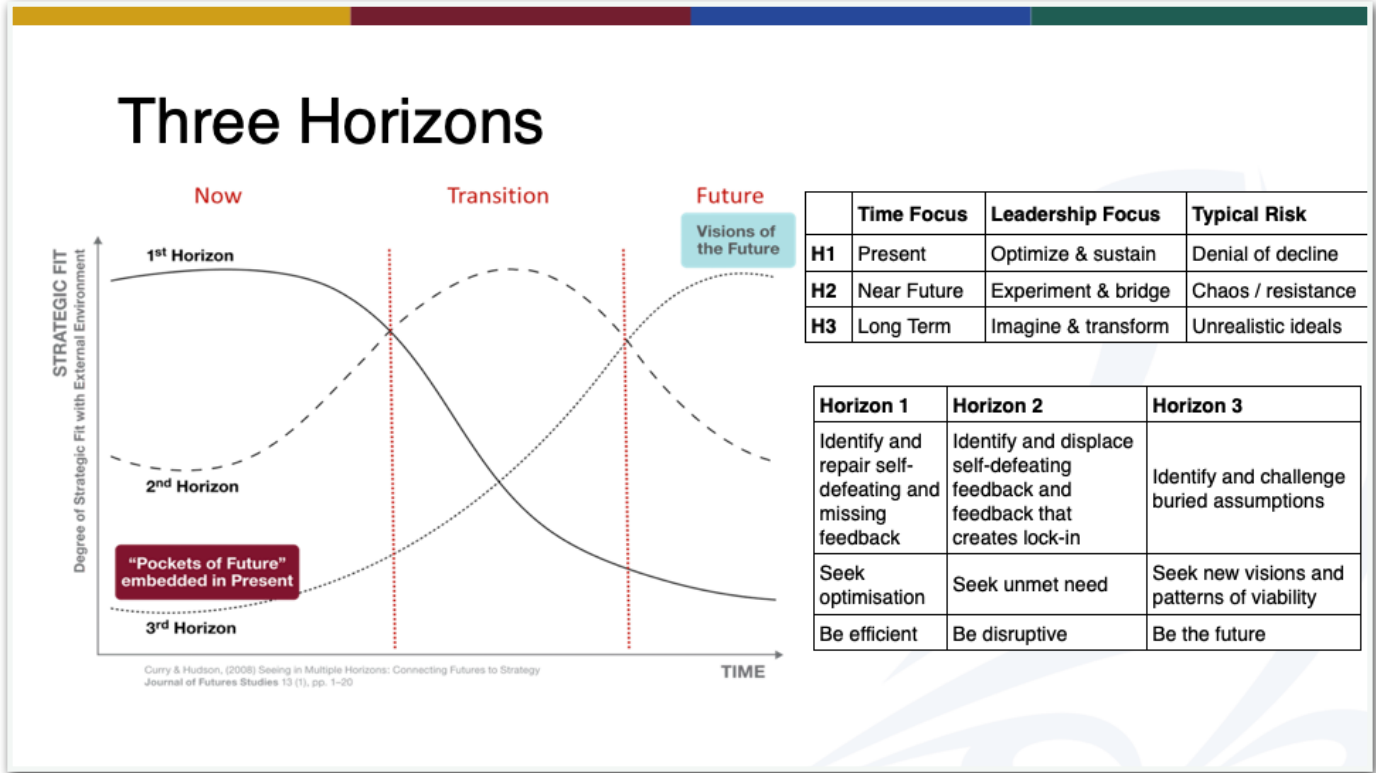 Three Horizons
Now
Transition
Future
Visions of
the Future
1st Horizon
STRATEGIC FIT
Degree of Strategic Fit with External Environment
2nd Horizon
“Pockets of Future”
embedded in Present
3rd Horizon
TIME
Curry & Hudson, (2008) Seeing in Multiple Horizons: Connecting Futures to Strategy
Journal of Futures Studies 13 (1), pp. 1–20
Time Focus Leadership Focus Typical Risk
H1 Present Optimize & sustain Denial of decline
H2 Near Future Experiment & bridge Chaos / resistance
H3 Long Term Imagine & transform Unrealistic ideals
Horizon 1 Horizon 2 Horizon 3
Identify and
repair self-
defeating and
missing
feedback
Identify and displace
self-defeating
feedback and
feedback that
creates lock-in
Identify and challenge
buried assumptions
Seek
optimisation
Seek unmet need
Seek new visions and
patterns of viability
Be efficient Be disruptive Be the future